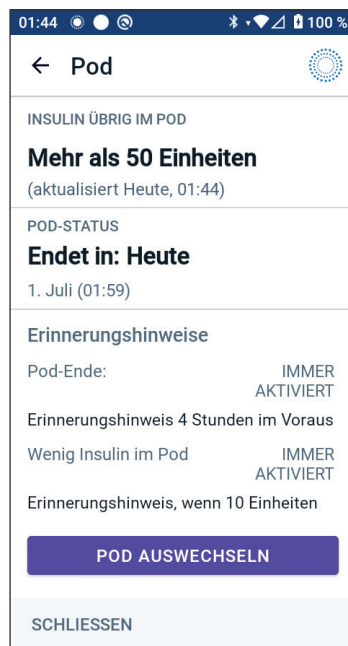 01:44 100 %
Pod
INSULIN ÜBRIG IM POD
Mehr als 50 Einheiten
(aktualisiert Heute, 01:44)
POD-STATUS
Endet in: Heute
1. Juli (01:59)
Erinnerungshinweise
Pod-Ende: IMMER
AKTIVIERT
Erinnerungshinweis 4 Stunden im Voraus
Wenig Insulin im Pod IMMER
AKTIVIERT
Erinnerungshinweis, wenn 10 Einheiten
POD AUSWECHSELN
SCHLIESSEN